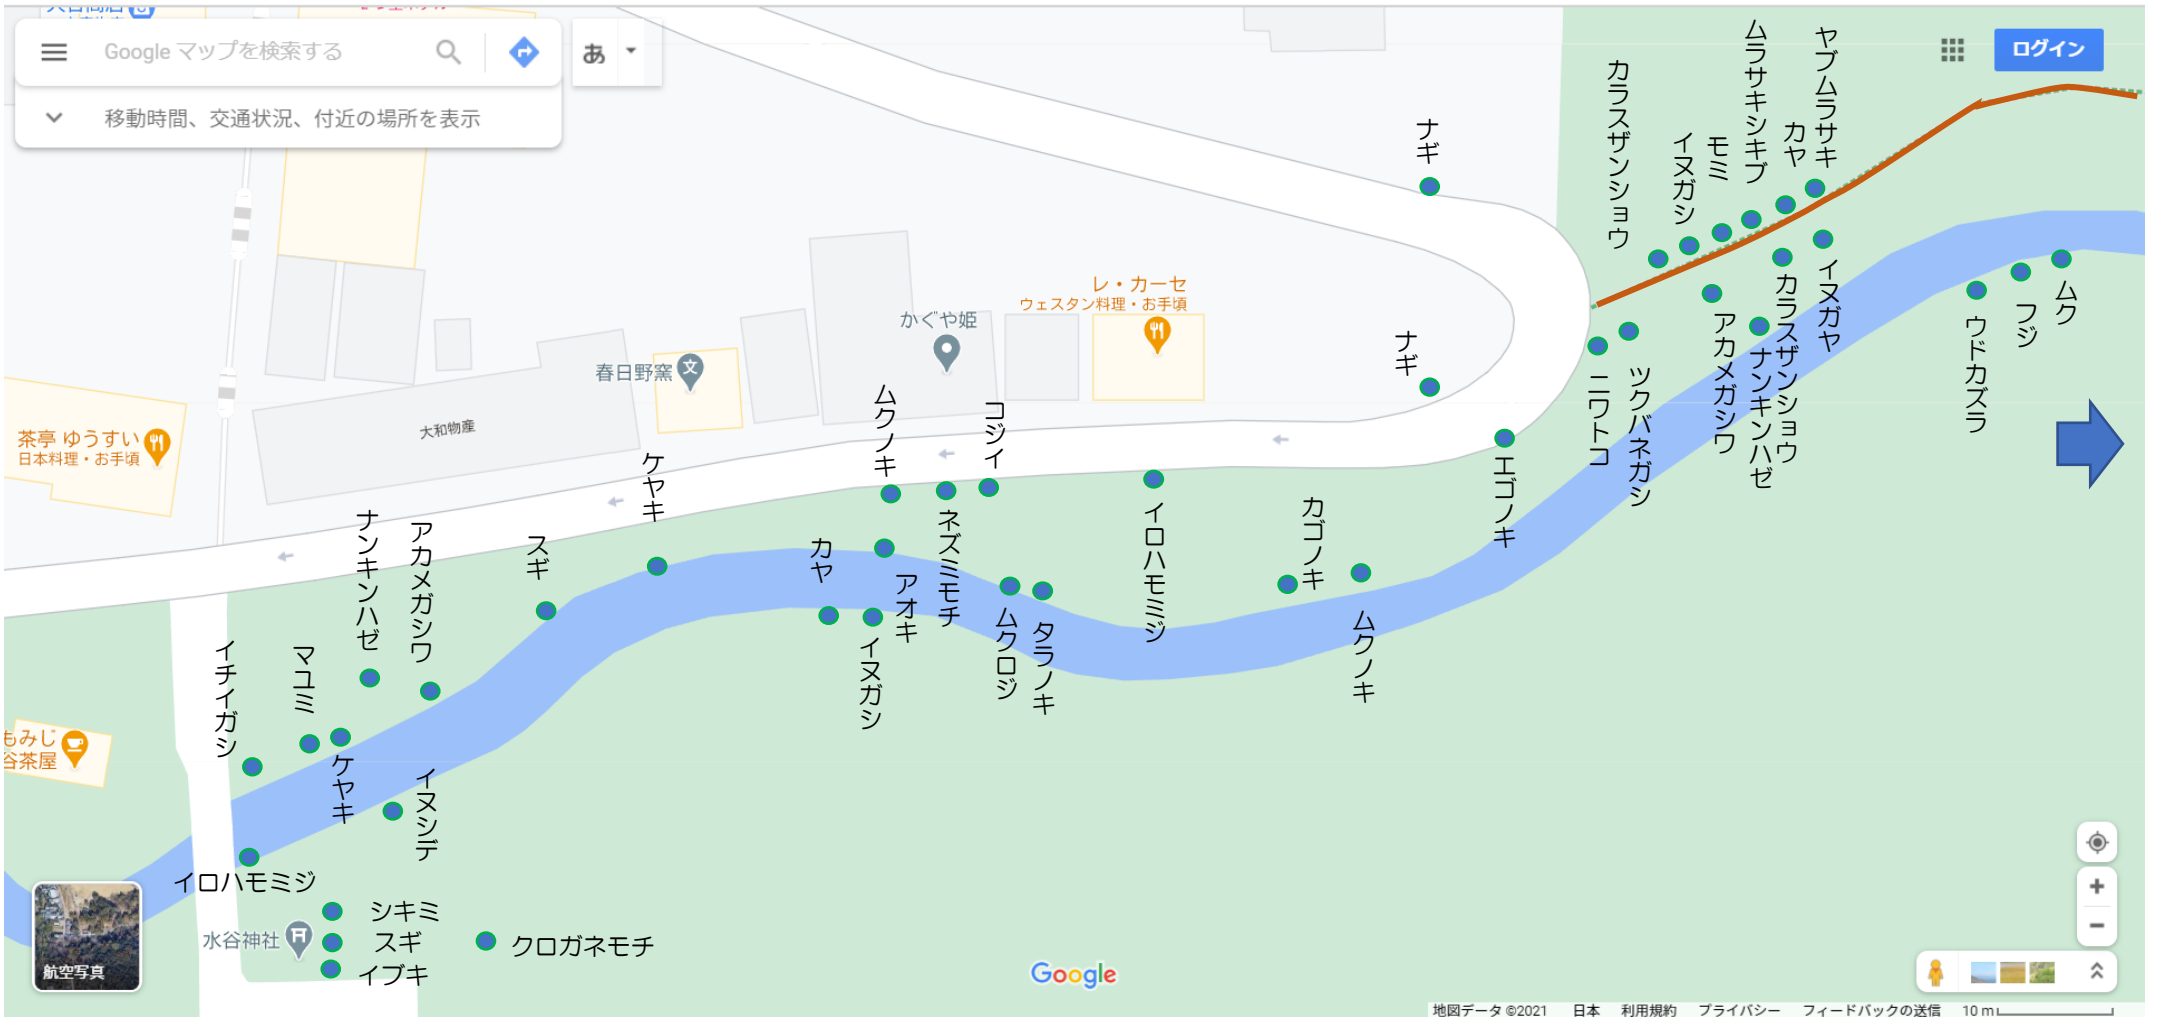 Google マップを検索する
あ
移動時間、交通状況、付近の場所を表示
ログイン
ヤブムラサキ
カヤ
ムラサキシキブ
モミ
イヌガシ
カラスザンショウ
ナギ
ナギ
レ・カーセ
ウェスタン料理・お手頃
かぐや姫
春日野窯
大和物産
茶亭 ゆうすい
日本料理・お手頃
ムク
フジ
ウドカズラ
イヌガヤ
カラスザンショウ
ナンキンハゼ
アカメガシワ
ツクバネガシ
ニワトコ
エゴノキ
ムクノキ
カゴノキ
イロハモミジ
コジイ
ネズミモチ
ムクノキ
アオキ
タラノキ
ムクロジ
イヌガシ
カヤ
ケヤキ
スギ
アカメガシワ
ナンキンハゼ
マユミ
ケヤキ
イチイガシ
イヌシデ
もみじ
谷茶屋
イロハモミジ
シキミ
水谷神社
スギ
イブキ
クロガネモチ
航空写真
Google
地図データ ©2021 日本 利用規約 プライバシー フィードバックの送信 10 m